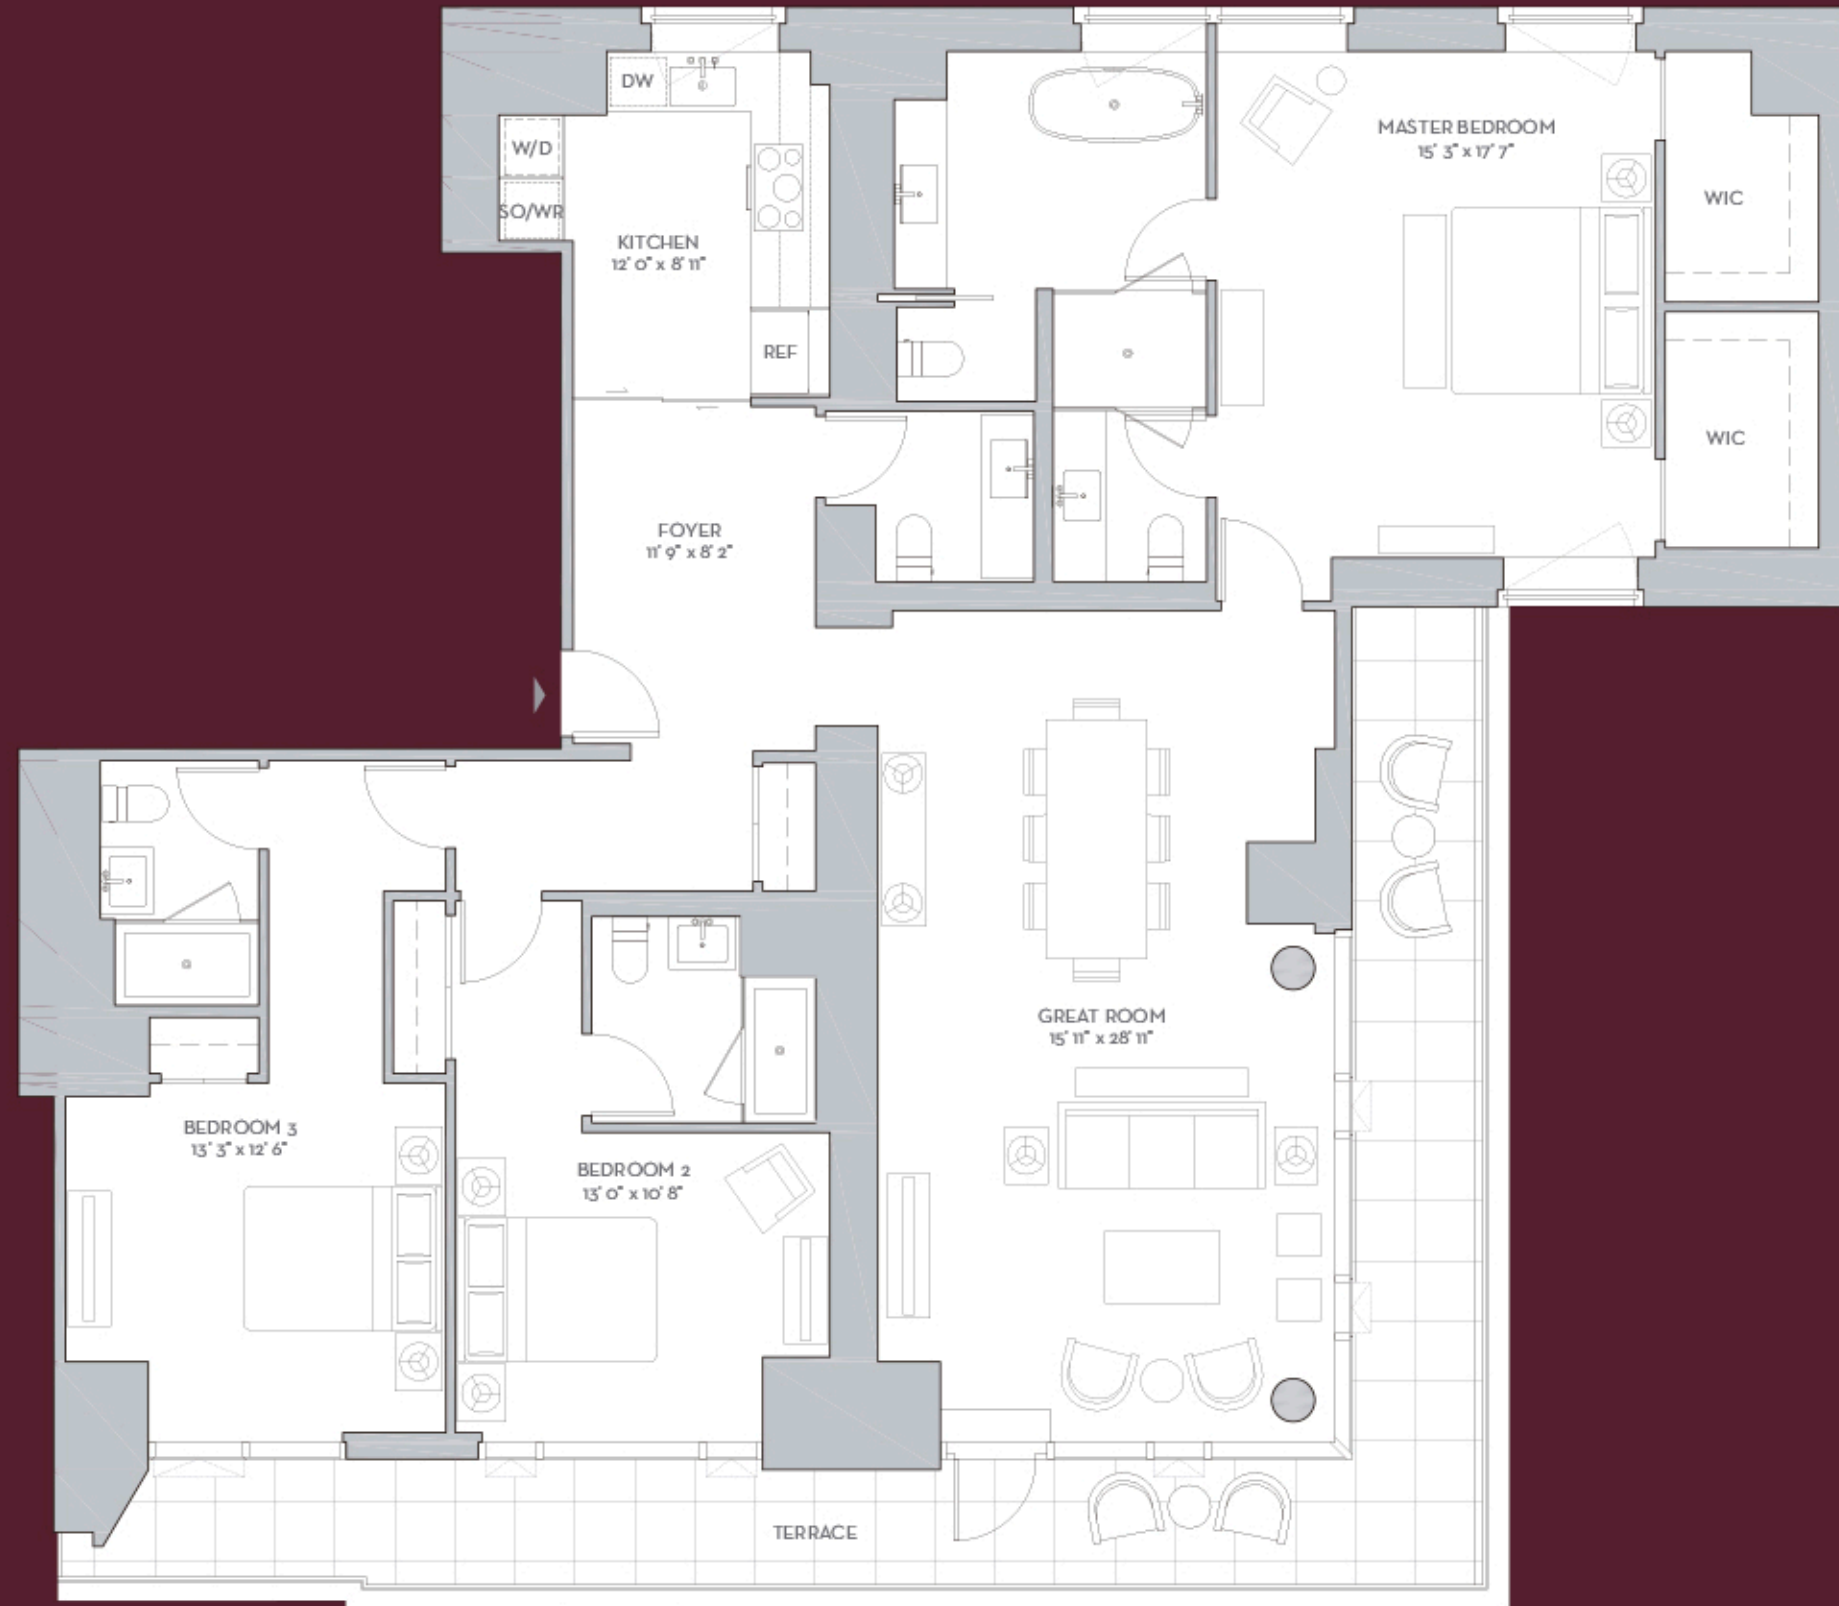 DW
MASTER BEDROOM
15' 3" x 17' 7"
W/D
WIC
SO/WR
KITCHEN
12' 0" x 8' 11"
REF
WIC
FOYER
11' 9" x 8' 2"
GREAT ROOM
15' 11" x 28' 11"
BEDROOM 3
13' 3" x 12' 6"
BEDROOM 2
13' 0" x 10' 8"
TERRACE